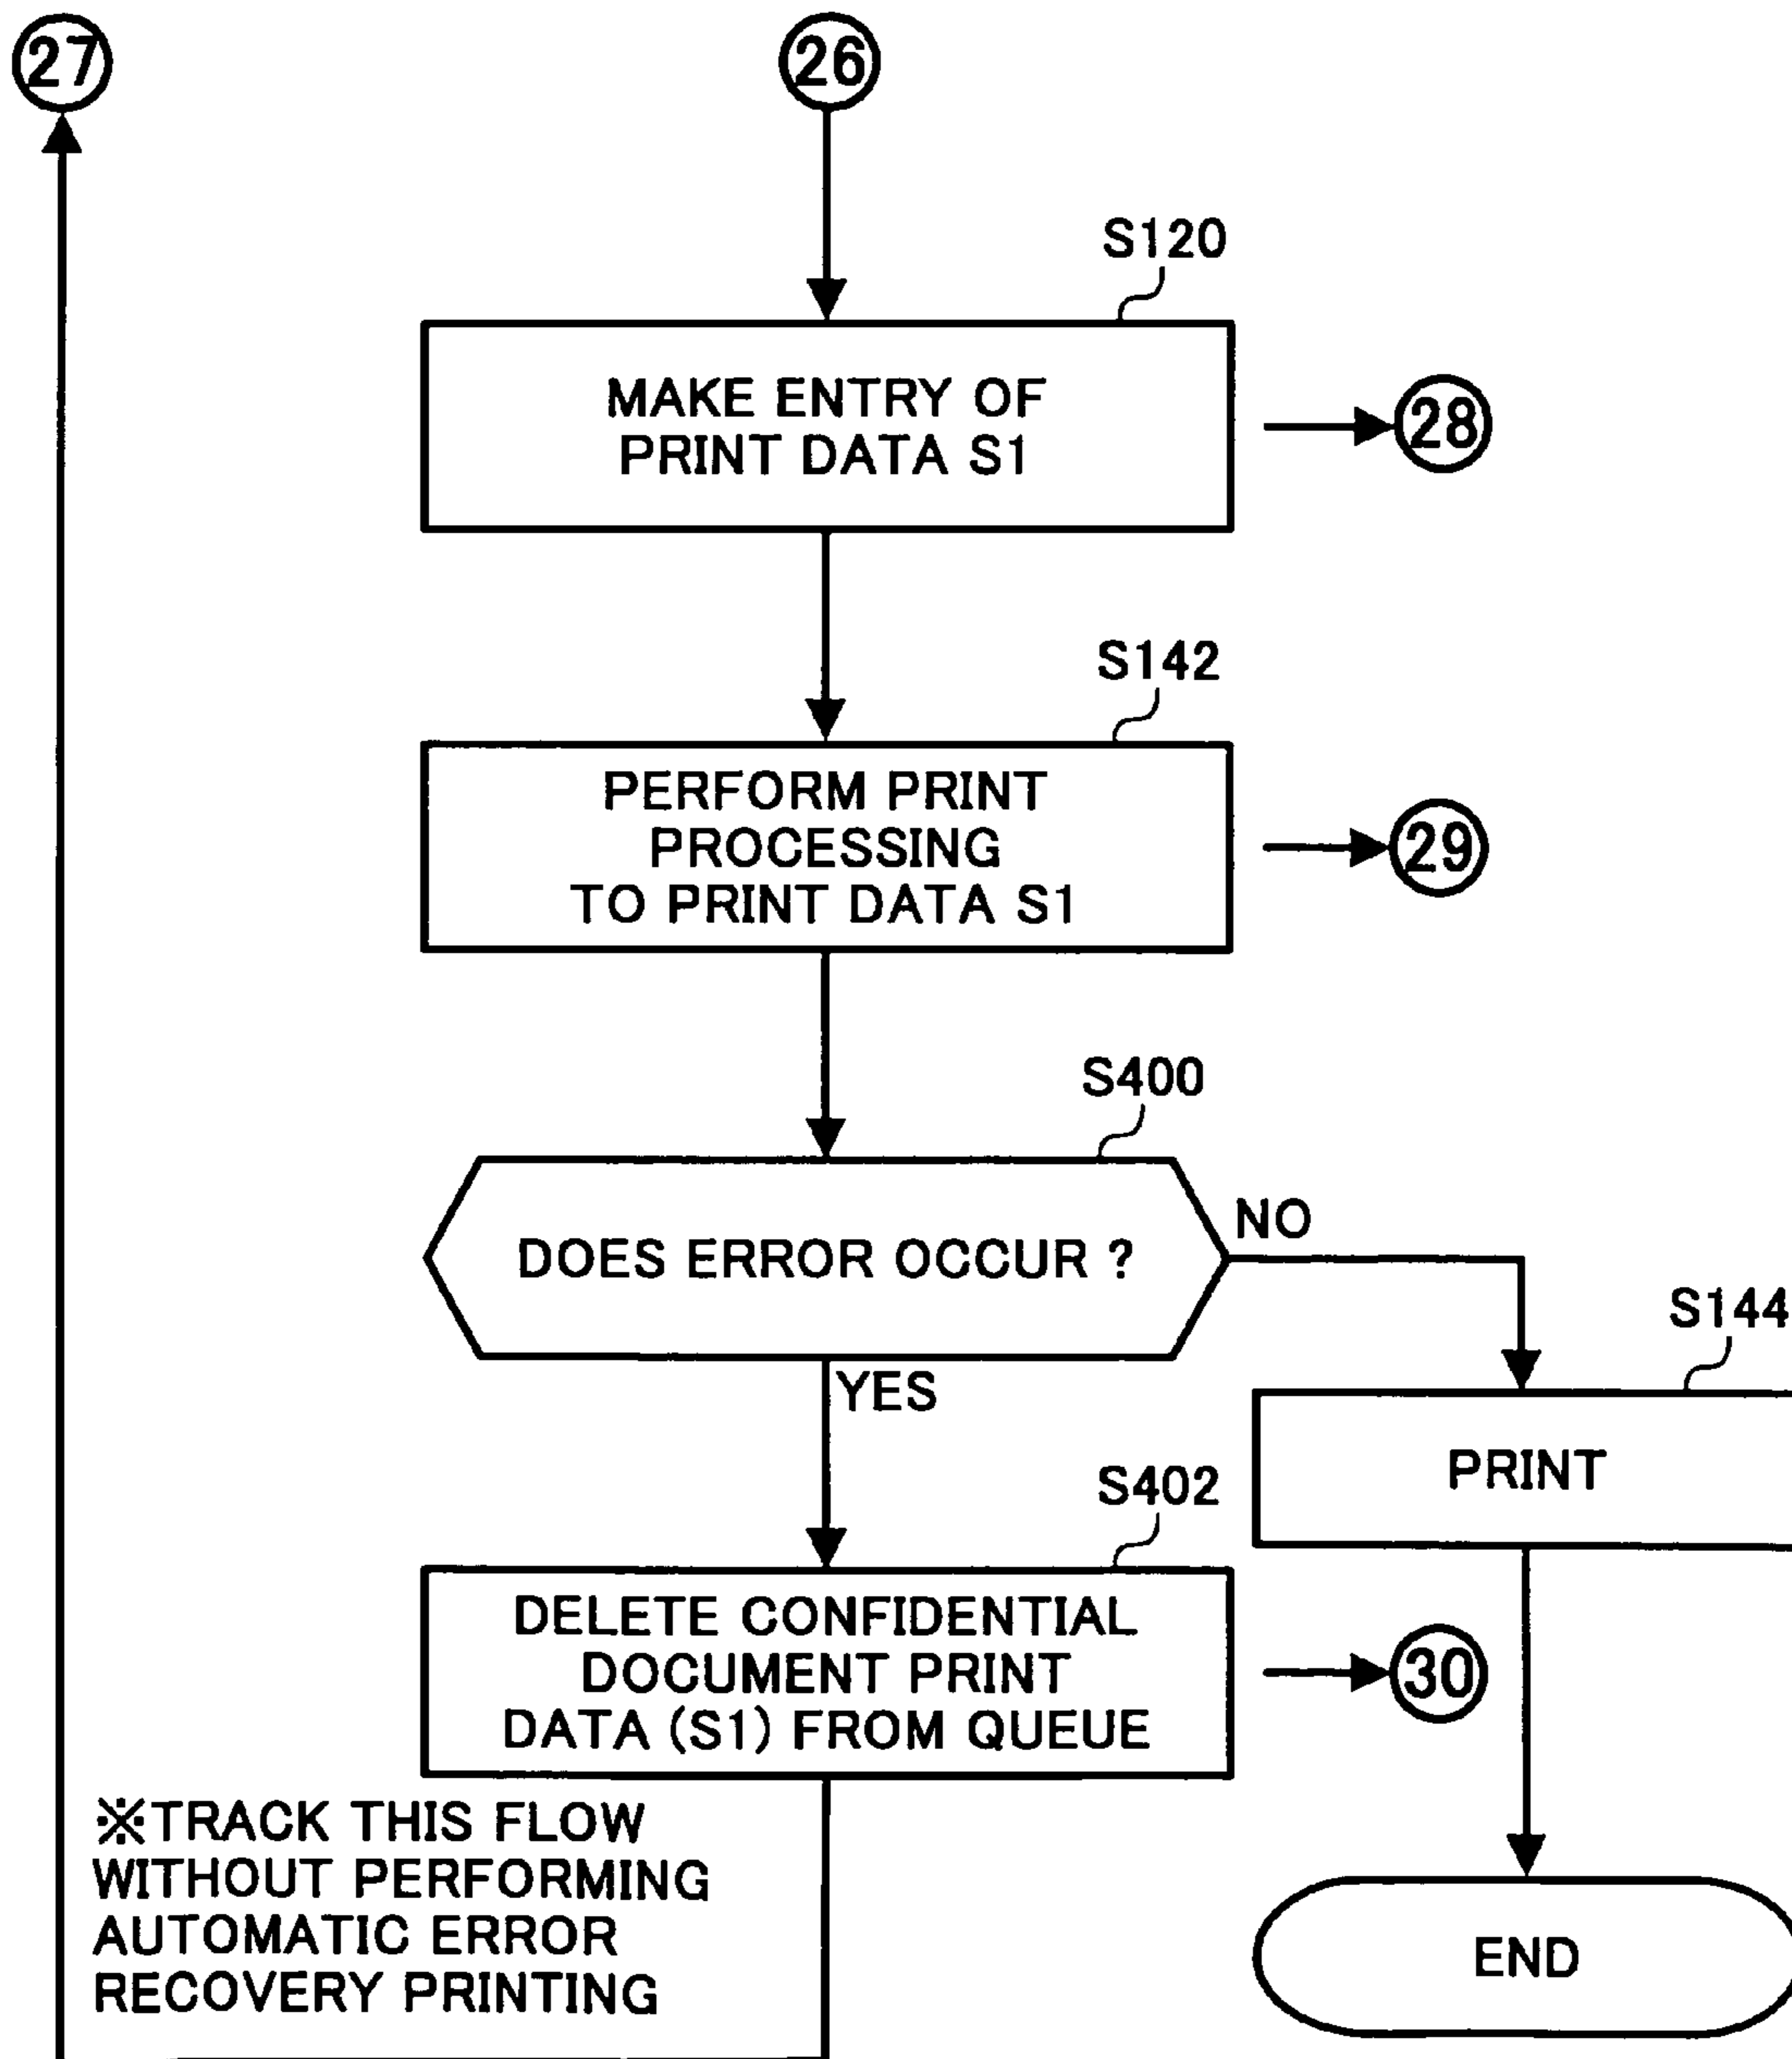 27
26
S120
MAKE ENTRY OF
PRINT DATA S1
28
S142
PERFORM PRINT
PROCESSING
TO PRINT DATA S1
29
S400
DOES ERROR OCCUR ?
NO
YES
S144
PRINT
S402
DELETE CONFIDENTIAL
DOCUMENT PRINT
DATA (S1) FROM QUEUE
30
※TRACK THIS FLOW
WITHOUT PERFORMING
AUTOMATIC ERROR
RECOVERY PRINTING
END